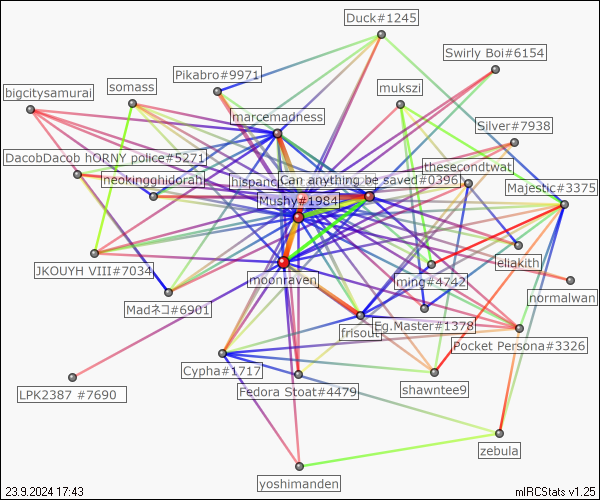 Duck#1245
Swirly Boi#6154
Pikabro#9971
somass
mukszi
bigcitysamurai
marcemadness
Silver#7938
DacobDacob hORNY police#5271
thesecondtwat
neokingghidorah
hispanc
Can anything be saved#0396
Majestic#3375
Mushy#1984
JKOUYH VIII#7034
eliakith
moonraven
ming#4742
normalwan
Madネコ#6901
frisout
Eg.Master#1378
Pocket Persona#3326
Cypha#1717
LPK2387 #7690
Fedora Stoat#4479
shawntee9
zebula
yoshimanden
23.9.2024 17:43
mIRCStats v1.25